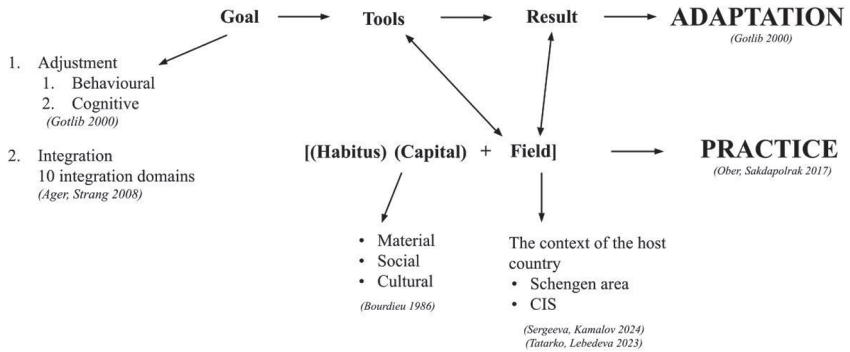 Goal Tools Result ADAPTATION
(Gotlib 2000)
1. Adjustment
1. Behavioural
2. Cognitive
(Gotlib 2000)
2. Integration
10 integration domains
(Ager, Strang 2008)
[(Habitus) (Capital) + Field] PRACTICE
(Ober, Sakdapolrak 2017)
• Material
• Social
• Cultural
(Bourdieu 1986)
The context of the host
country
• Schengen area
• CIS
(Sergeeva, Kamalov 2024)
(Tatarko, Lebedeva 2023)